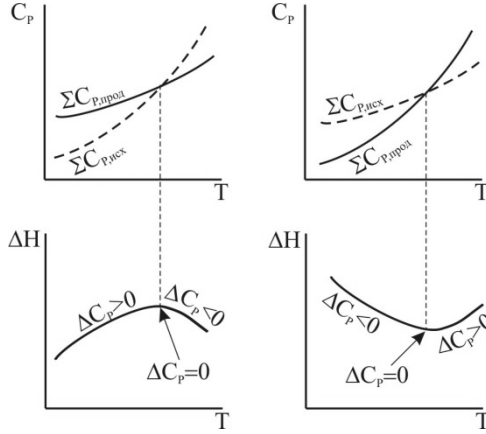 C_P
ΣC_P,прод
ΣC_P,исх
T
C_P
ΣC_P,исх
ΣC_P,прод
T
ΔH
ΔC_P>0
ΔC_P<0
ΔC_P=0
T
ΔH
ΔC_P<0
ΔC_P>0
ΔC_P=0
T